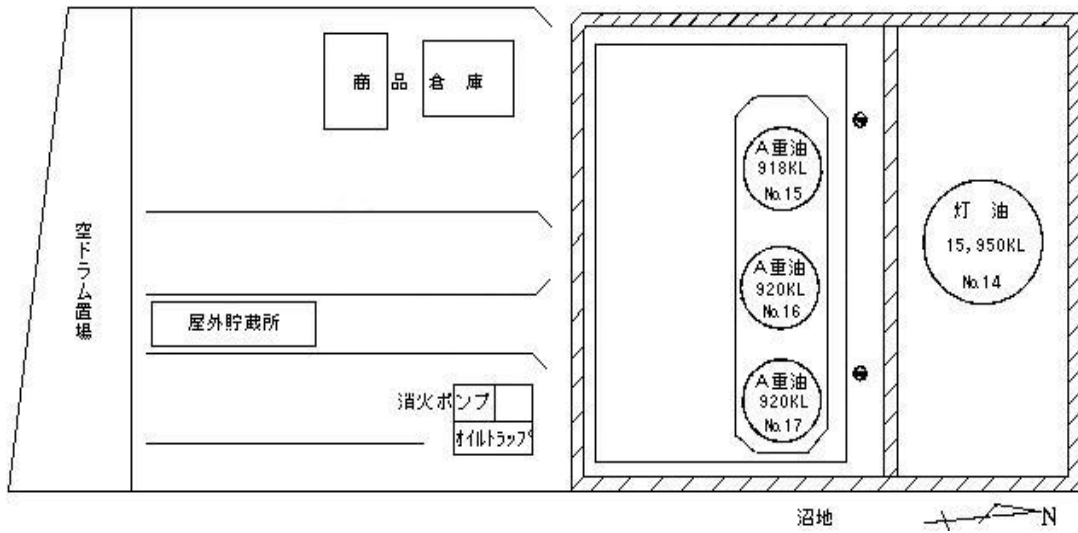 商品倉庫
A重油
918KL
No.15
灯油
15,950KL
No.14
空ドラム置場
A重油
920KL
No.16
屋外貯蔵所
A重油
920KL
No.17
消火ポンプ
オイルトラップ
沼地
N